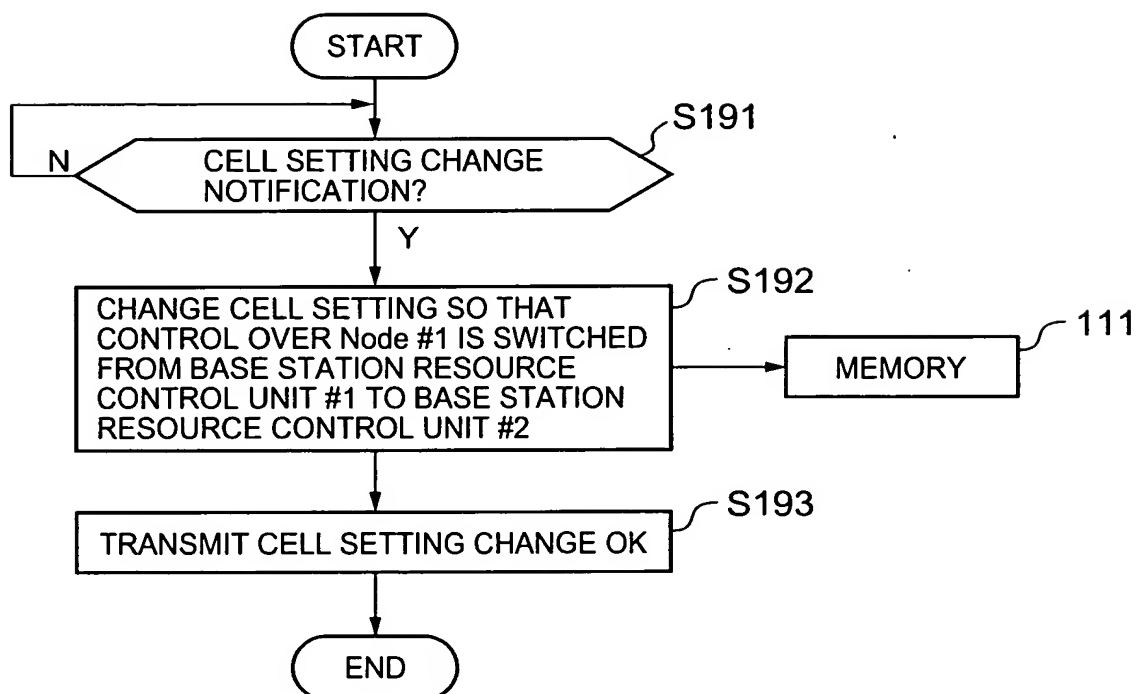 START
S191
N
CELL SETTING CHANGE
NOTIFICATION?
Y
S192
CHANGE CELL SETTING SO THAT
CONTROL OVER Node #1 IS SWITCHED
FROM BASE STATION RESOURCE
CONTROL UNIT #1 TO BASE STATION
RESOURCE CONTROL UNIT #2
111
MEMORY
S193
TRANSMIT CELL SETTING CHANGE OK
END